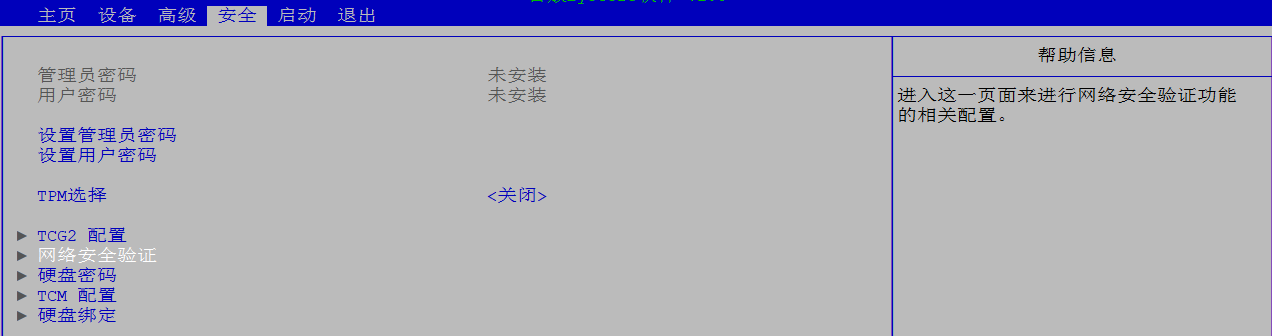 主页 设备 高级 安全 启动 退出
帮助信息
管理员密码 未安装
用户密码 未安装
进入这一页面来进行网络安全验证功能
的相关配置。
设置管理员密码
设置用户密码
TPM选择 <关闭>
▶ TCG2 配置
▶ 网络安全验证
▶ 硬盘密码
▶ TCM 配置
▶ 硬盘绑定